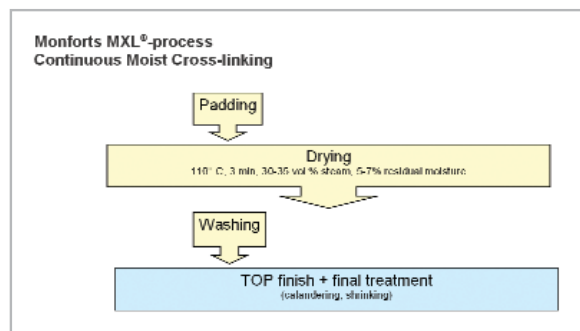 Monforts MXL®-process
Continuous Moist Cross-linking
Padding
Drying
110° C, 3 min, 30-35 vol % steam, 5-7% residual moisture
Washing
TOP finish + final treatment
(calandering, shrinking)